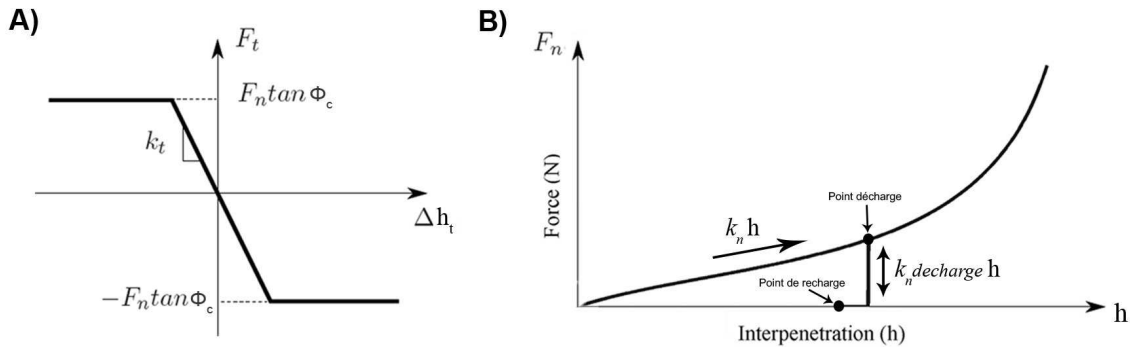 A)
F_t
F_n tan Φ_c
k_t
Δh_t
−F_n tan Φ_c
B)
F_n
Force (N)
Point décharge
k_n h
k_n decharge h
Point de recharge
h
Interpenetration (h)